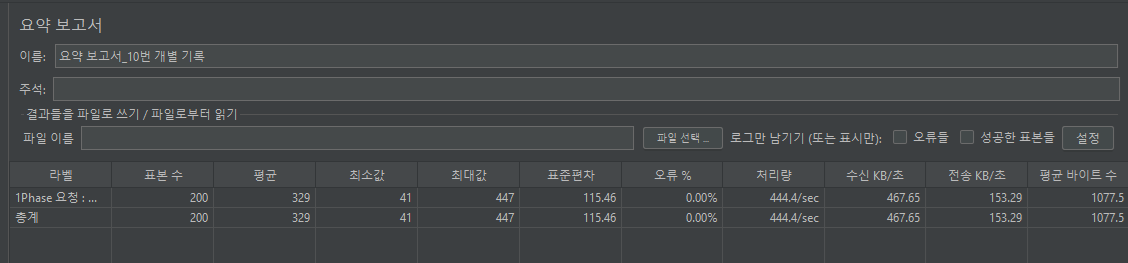 요약 보고서
이름: 요약 보고서_10번 개별 기록
주석:
결과들을 파일로 쓰기 / 파일로부터 읽기
파일 이름 파일 선택 ... 로그만 남기기 (또는 표시만): 오류들 성공한 표본들 설정
라벨 표본 수 평균 최소값 최대값 표준편차 오류 % 처리량 수신 KB/초 전송 KB/초 평균 바이트 수
1Phase 요청 : ... 200 329 41 447 115.46 0.00% 444.4/sec 467.65 153.29 1077.5
총계 200 329 41 447 115.46 0.00% 444.4/sec 467.65 153.29 1077.5